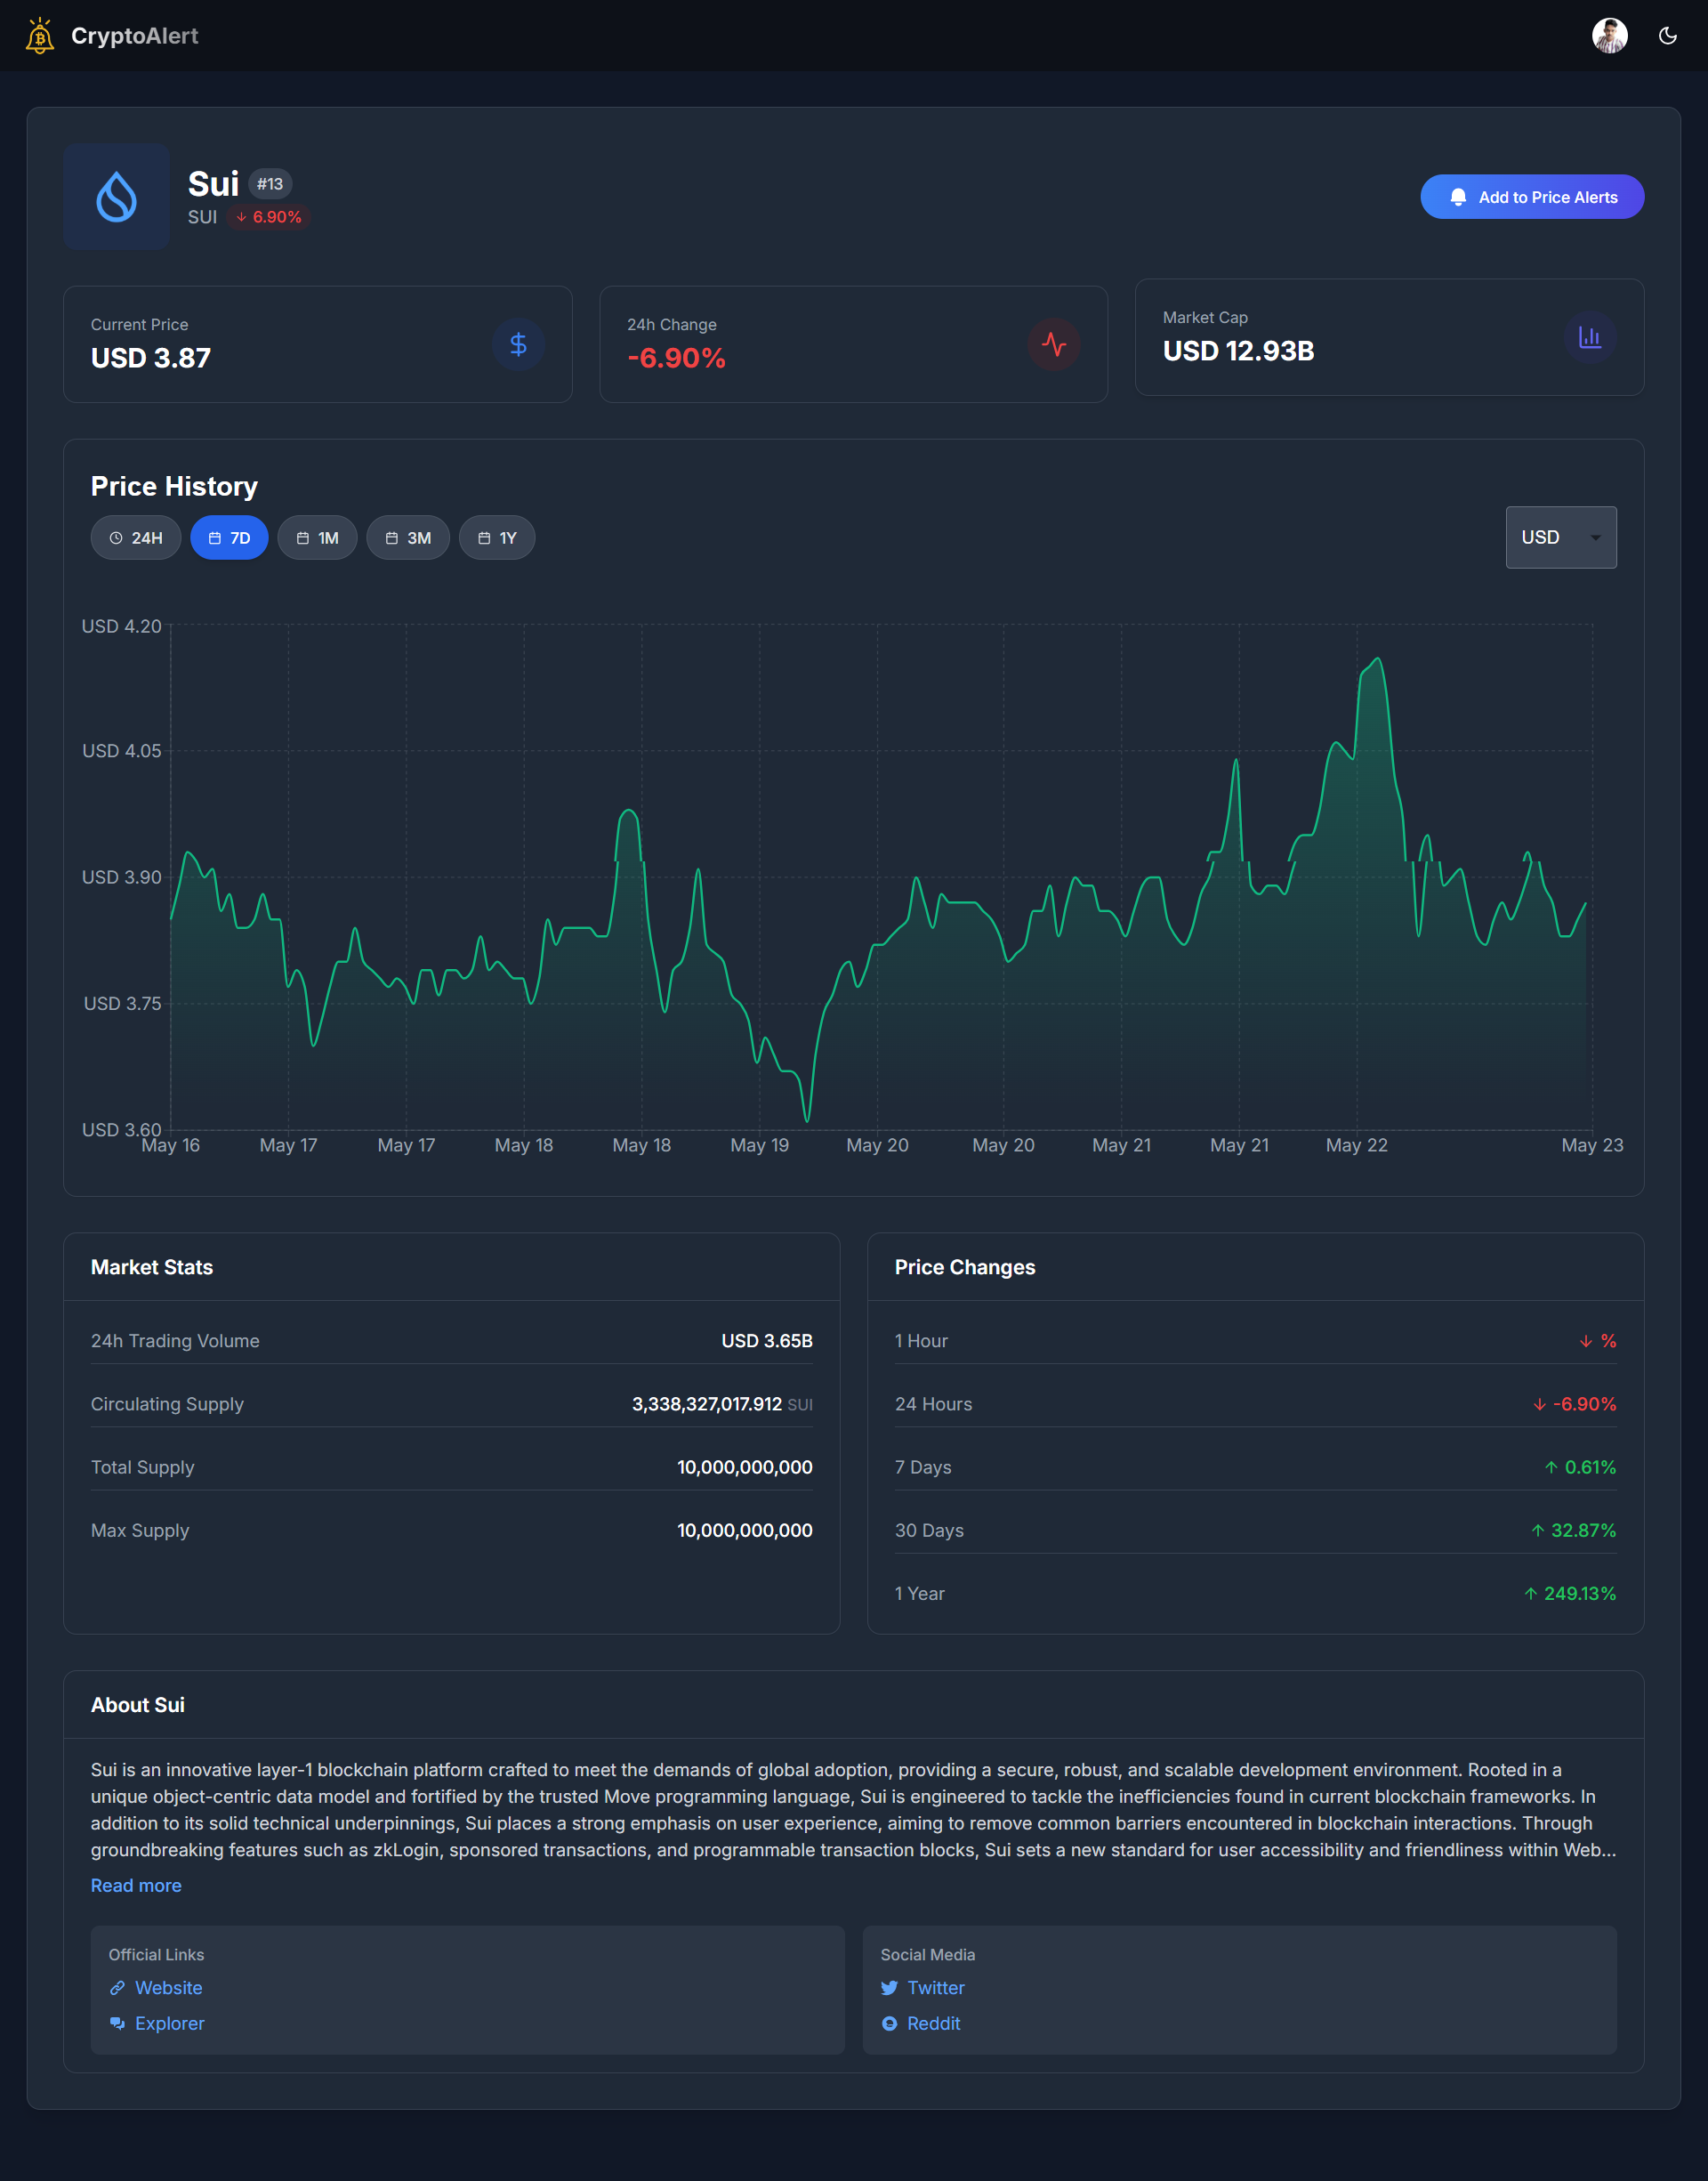 CryptoAlert
Sui #13
SUI ↓ 6.90%
Add to Price Alerts
Current Price
USD 3.87
24h Change
-6.90%
Market Cap
USD 12.93B
Price History
24H 7D 1M 3M 1Y
USD
USD 4.20
USD 4.05
USD 3.90
USD 3.75
USD 3.60
May 16 May 17 May 17 May 18 May 18 May 19 May 20 May 20 May 21 May 21 May 22 May 23
Market Stats
24h Trading Volume USD 3.65B
Circulating Supply 3,338,327,017.912 SUI
Total Supply 10,000,000,000
Max Supply 10,000,000,000
Price Changes
1 Hour ↓ %
24 Hours ↓ -6.90%
7 Days ↑ 0.61%
30 Days ↑ 32.87%
1 Year ↑ 249.13%
About Sui
Sui is an innovative layer-1 blockchain platform crafted to meet the demands of global adoption, providing a secure, robust, and scalable development environment. Rooted in a
unique object-centric data model and fortified by the trusted Move programming language, Sui is engineered to tackle the inefficiencies found in current blockchain frameworks. In
addition to its solid technical underpinnings, Sui places a strong emphasis on user experience, aiming to remove common barriers encountered in blockchain interactions. Through
groundbreaking features such as zkLogin, sponsored transactions, and programmable transaction blocks, Sui sets a new standard for user accessibility and friendliness within Web...
Read more
Official Links
Website
Explorer
Social Media
Twitter
Reddit